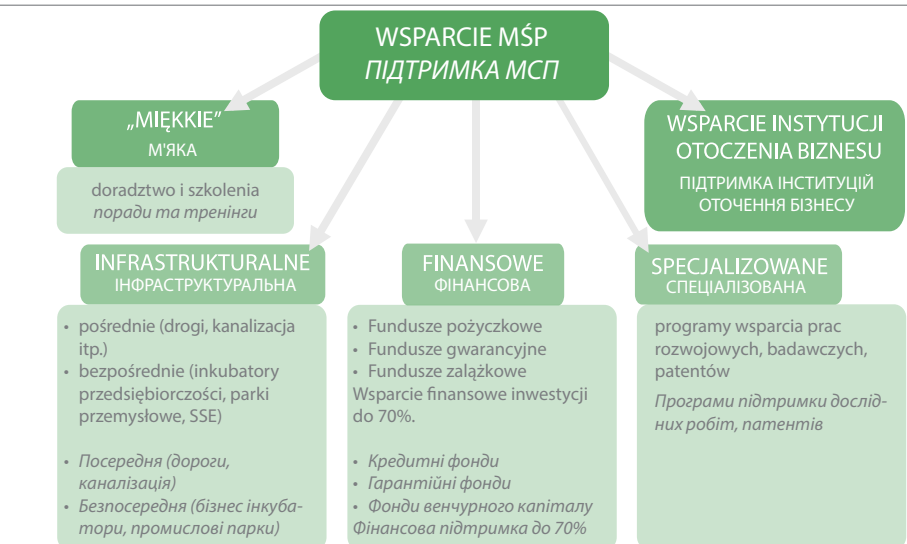 WSPARCIE MŚP
ПІДТРИМКА МСП
„MIĘKKIE”
М'ЯКА
doradztwo i szkolenia
поради та тренінги
WSPARCIE INSTYTUCJI
OTOCZENIA BIZNESU
ПІДТРИМКА ІНСТИТУЦІЙ
ОТОЧЕННЯ БІЗНЕСУ
INFRASTRUKTURALNE
ІНФРАСТРУКТУРАЛЬНА
• pośrednie (drogi, kanalizacja
itp.)
• bezpośrednie (inkubatory
przedsiębiorczości, parki
przemysłowe, SSE)
• Посередня (дороги,
каналізація)
• Безпосередня (бізнес інкуба-
тори, промислові парки)
FINANSOWE
ФІНАНСОВА
• Fundusze pożyczkowe
• Fundusze gwarancyjne
• Fundusze zalążkowe
Wsparcie finansowe inwestycji
do 70%.
• Кредитні фонди
• Гарантійні фонди
• Фонди венчурного капіталу
Фінансова підтримка до 70%
SPECJALIZOWANE
СПЕЦІАЛІЗОВАНА
programy wsparcia prac
rozwojowych, badawczych,
patentów
Програми підтримки дослід-
них робіт, патентів